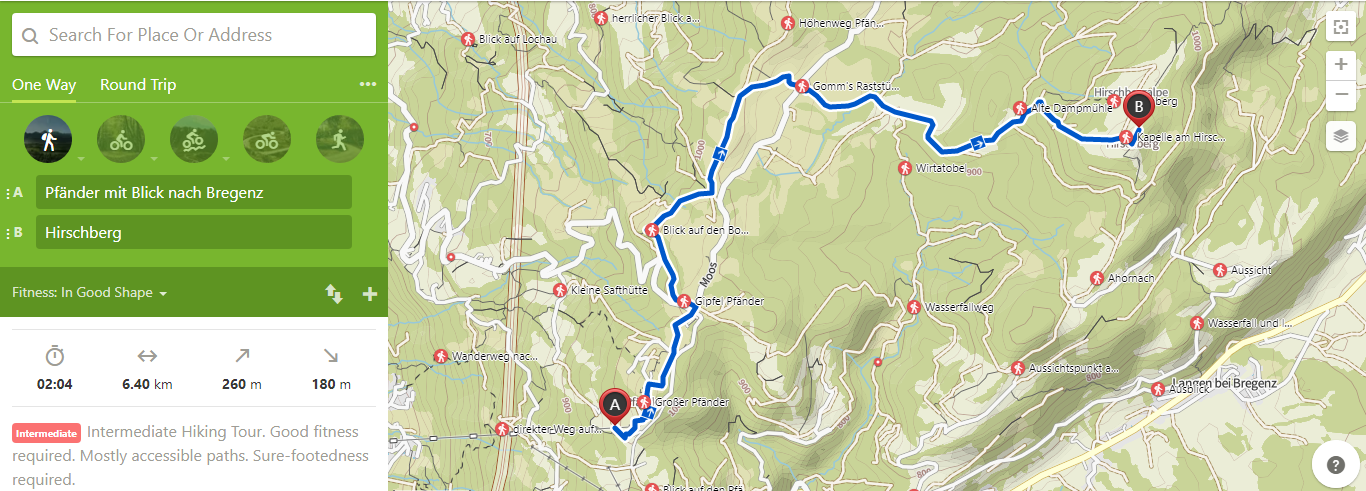 Search For Place Or Address
One Way
Round Trip
A
Pfänder mit Blick nach Bregenz
B
Hirschberg
Fitness: In Good Shape
02:04
6.40 km
260 m
180 m
Intermediate Intermediate Hiking Tour. Good fitness
required. Mostly accessible paths. Sure-footedness
required.
herrlicher Blick a...
Höhenweg Pfän...
Blick auf Lochau
1000
Gomm's Raststü...
Alte Dampmühle
B
Kapelle am Hirsc...
700
1000
Wirtatobel
900
Blick auf den Bo...
Moos
Ahornach
Aussicht
Kleine Safthütte
Gipfel Pfänder
Wasserfallweg
Wasserfall und I...
Wanderweg nac...
Aussichtspunkt a...
800
900
900
Langen bei Bregenz
Ausblick
A
Großer Pfänder
direkter Weg auf...
Blick auf den Pfä...
?